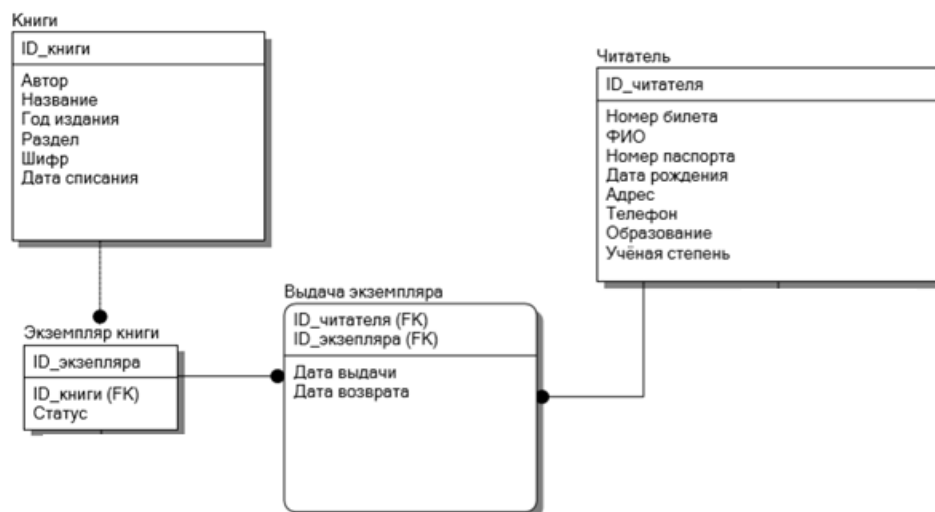 Книги
ID_книги
Автор
Название
Год издания
Раздел
Шифр
Дата списания
Читатель
ID_читателя
Номер билета
ФИО
Номер паспорта
Дата рождения
Адрес
Телефон
Образование
Учёная степень
Экземпляр книги
ID_экзепляра
ID_книги (FK)
Статус
Выдача экземпляра
ID_читателя (FK)
ID_экзепляра (FK)
Дата выдачи
Дата возврата